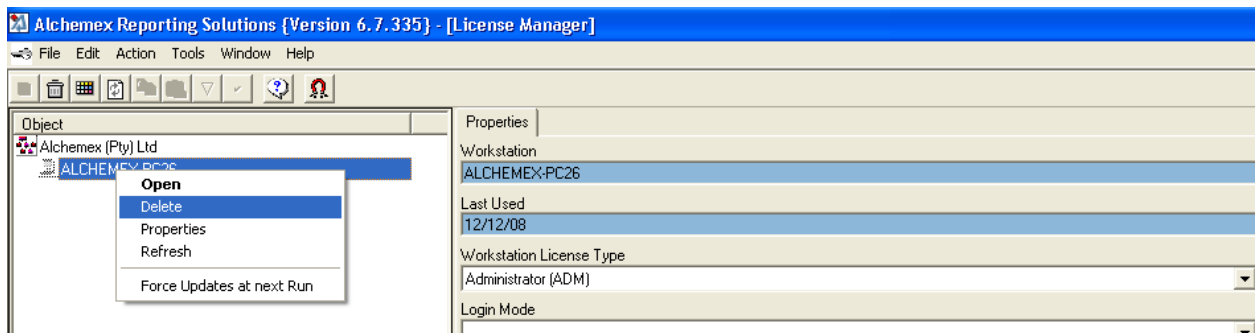 Alchemex Reporting Solutions {Version 6.7.335} - [License Manager]
File Edit Action Tools Window Help
Object
Alchemex (Pty) Ltd
ALCHEMEX-PC26
Open
Delete
Properties
Refresh
Force Updates at next Run
Properties
Workstation
ALCHEMEX-PC26
Last Used
12/12/08
Workstation License Type
Administrator (ADM)
Login Mode